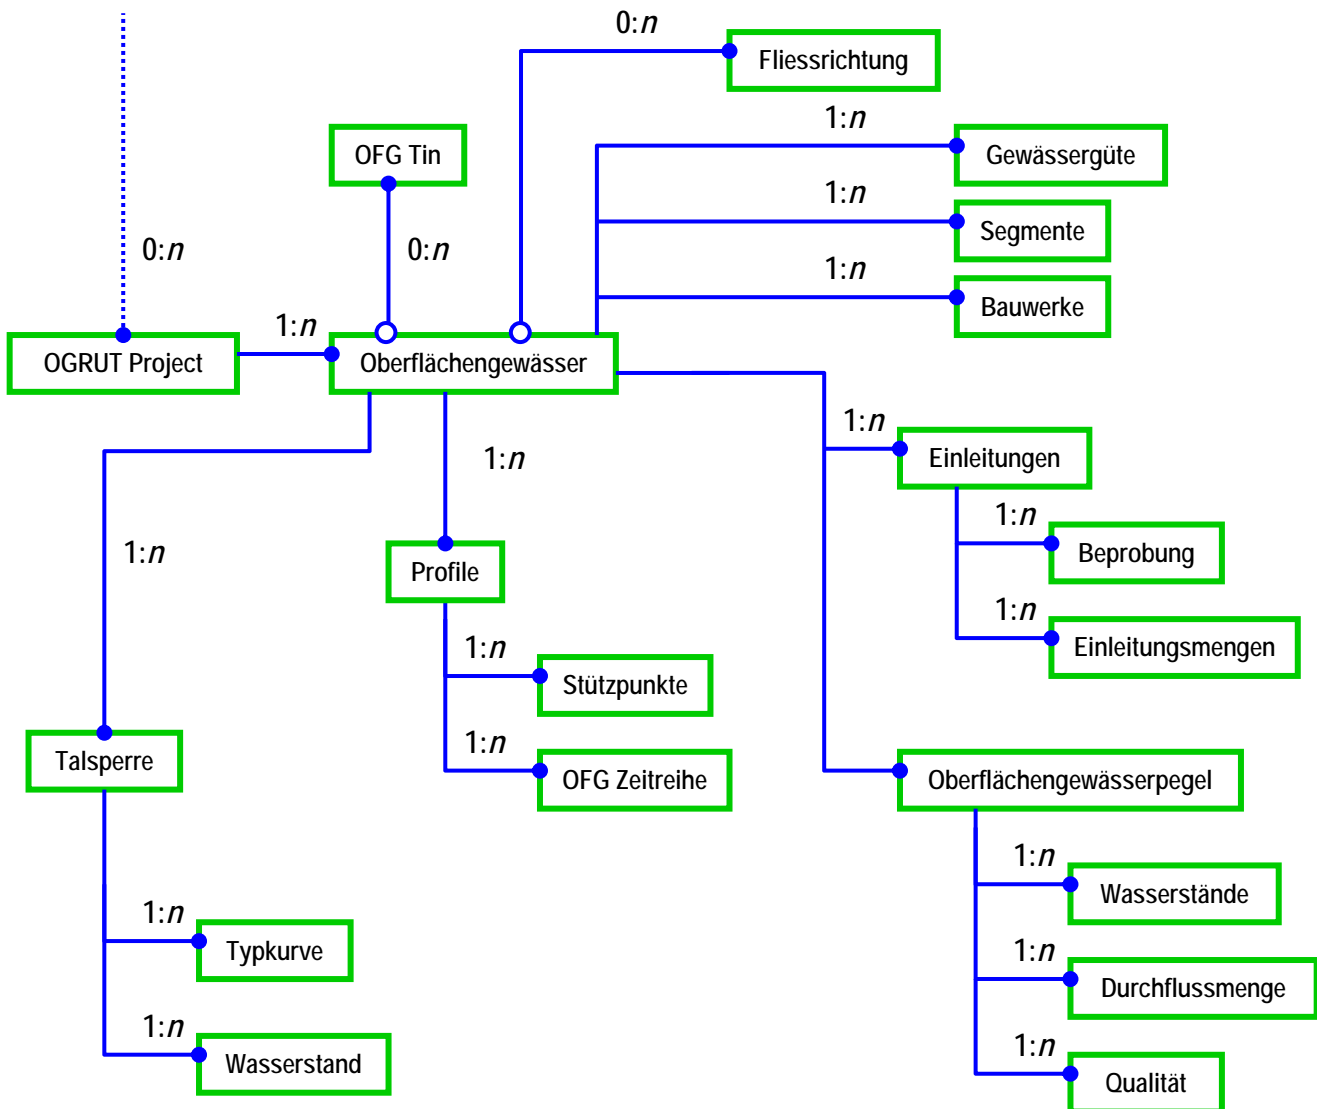 0:n
Fliessrichtung
1:n
Gewässergüte
OFG Tin
1:n
Segmente
0:n
0:n
1:n
Bauwerke
1:n
OGRUT Project
Oberflächengewässer
1:n
Einleitungen
1:n
1:n
Beprobung
1:n
Profile
1:n
Einleitungsmengen
1:n
Stützpunkte
1:n
OFG Zeitreihe
Talsperre
Oberflächengewässerpegel
1:n
Wasserstände
1:n
Typkurve
1:n
Durchflussmenge
1:n
Wasserstand
1:n
Qualität